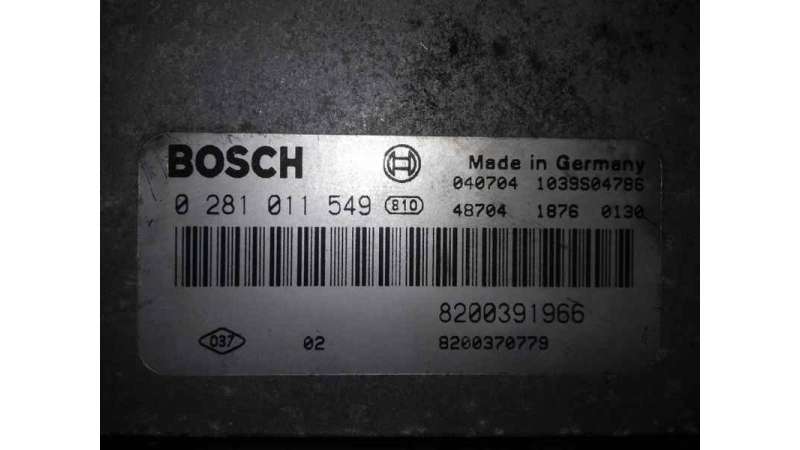 BOSCH
Made in Germany
040704 1039S04786
0 281 011 549 810
48704 1876 0130
8200391966
037 02 8200370779